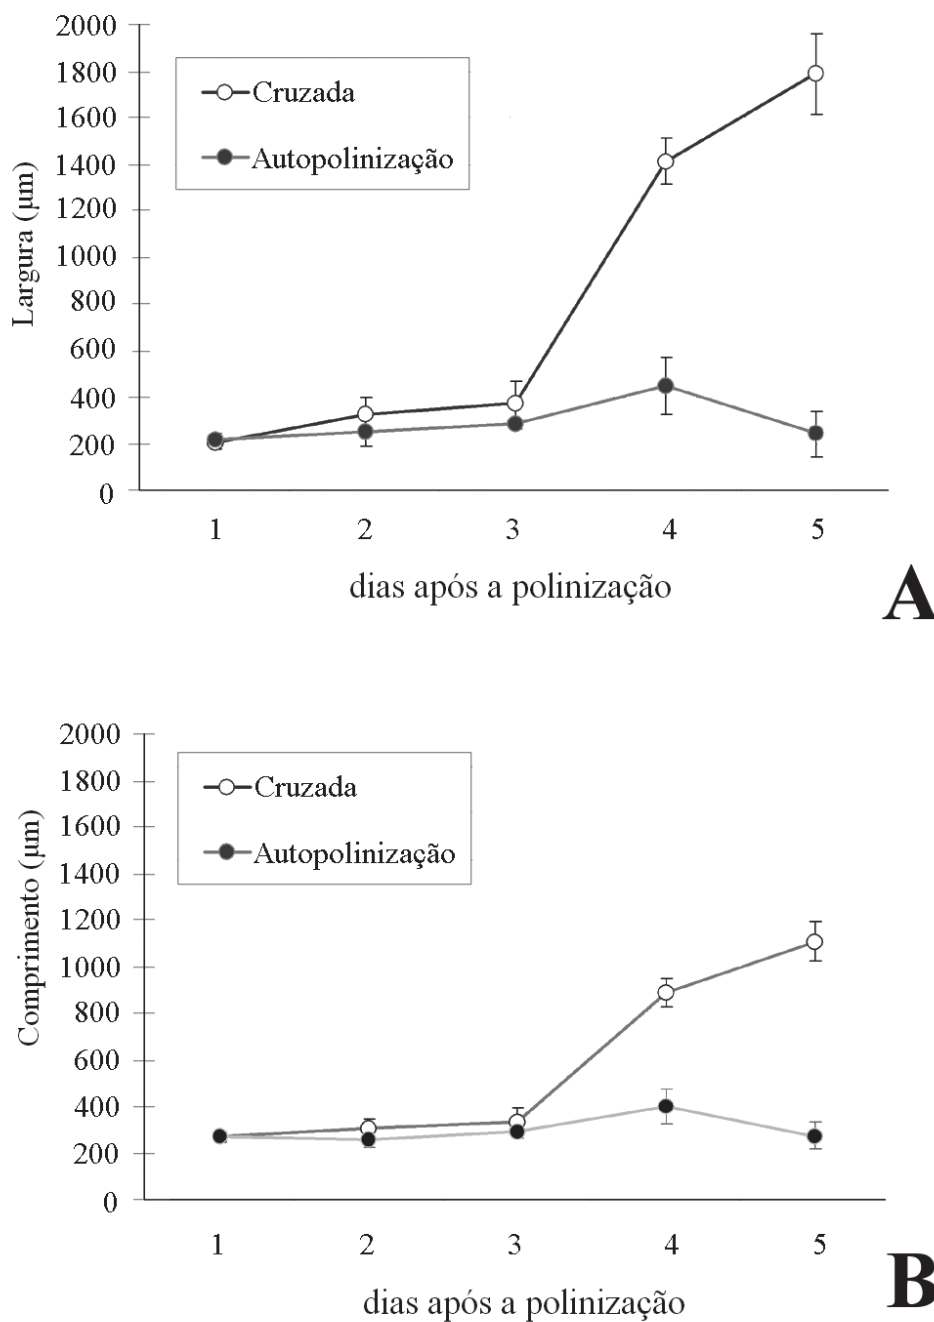 2000
1800
1600
1400
1200
1000
800
600
400
200
0
Largura (µm)
Cruzada
Autopolinização
1 2 3 4 5
dias após a polinização
A
2000
1800
1600
1400
1200
1000
800
600
400
200
0
Comprimento (µm)
Cruzada
Autopolinização
1 2 3 4 5
dias após a polinização
B